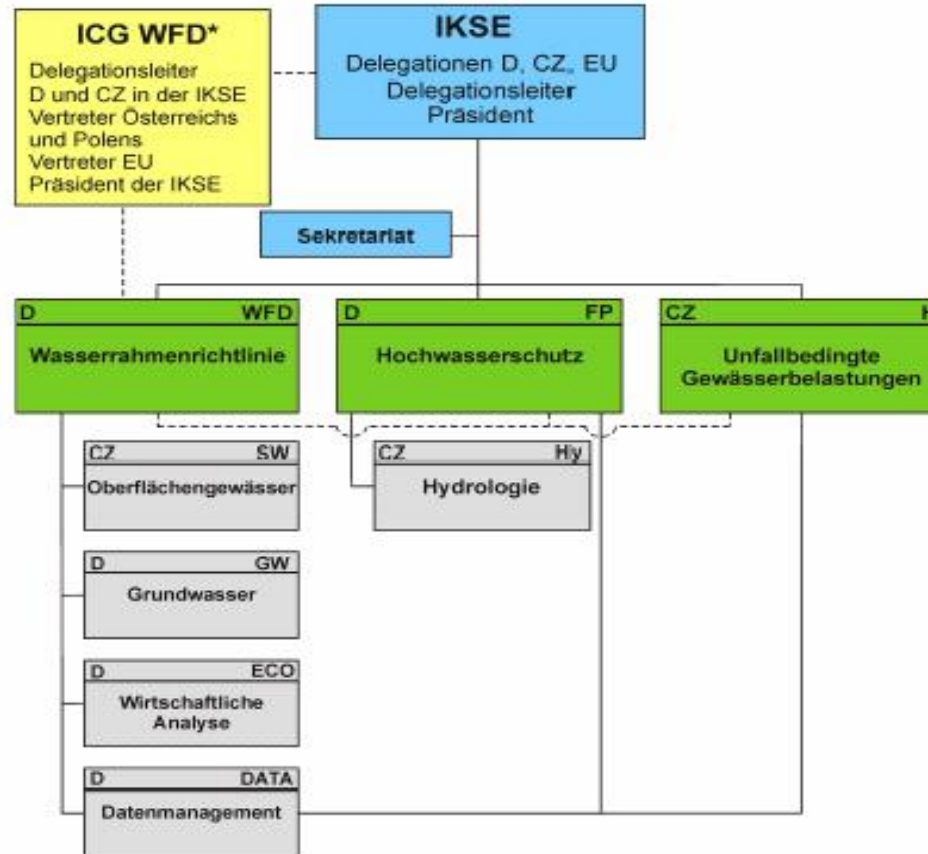 ICG WFD*
Delegationsleiter
D und CZ in der IKSE
Vertreter Österreichs
und Polens
Vertreter EU
Präsident der IKSE
IKSE
Delegationen D, CZ, EU
Delegationsleiter
Präsident
Sekretariat
D WFD
Wasserrahmenrichtlinie
D FP
Hochwasserschutz
CZ
Unfallbedingte
Gewässerbelastungen
CZ SW
Oberflächengewässer
CZ Hy
Hydrologie
D GW
Grundwasser
D ECO
Wirtschaftliche
Analyse
D DATA
Datenmanagement